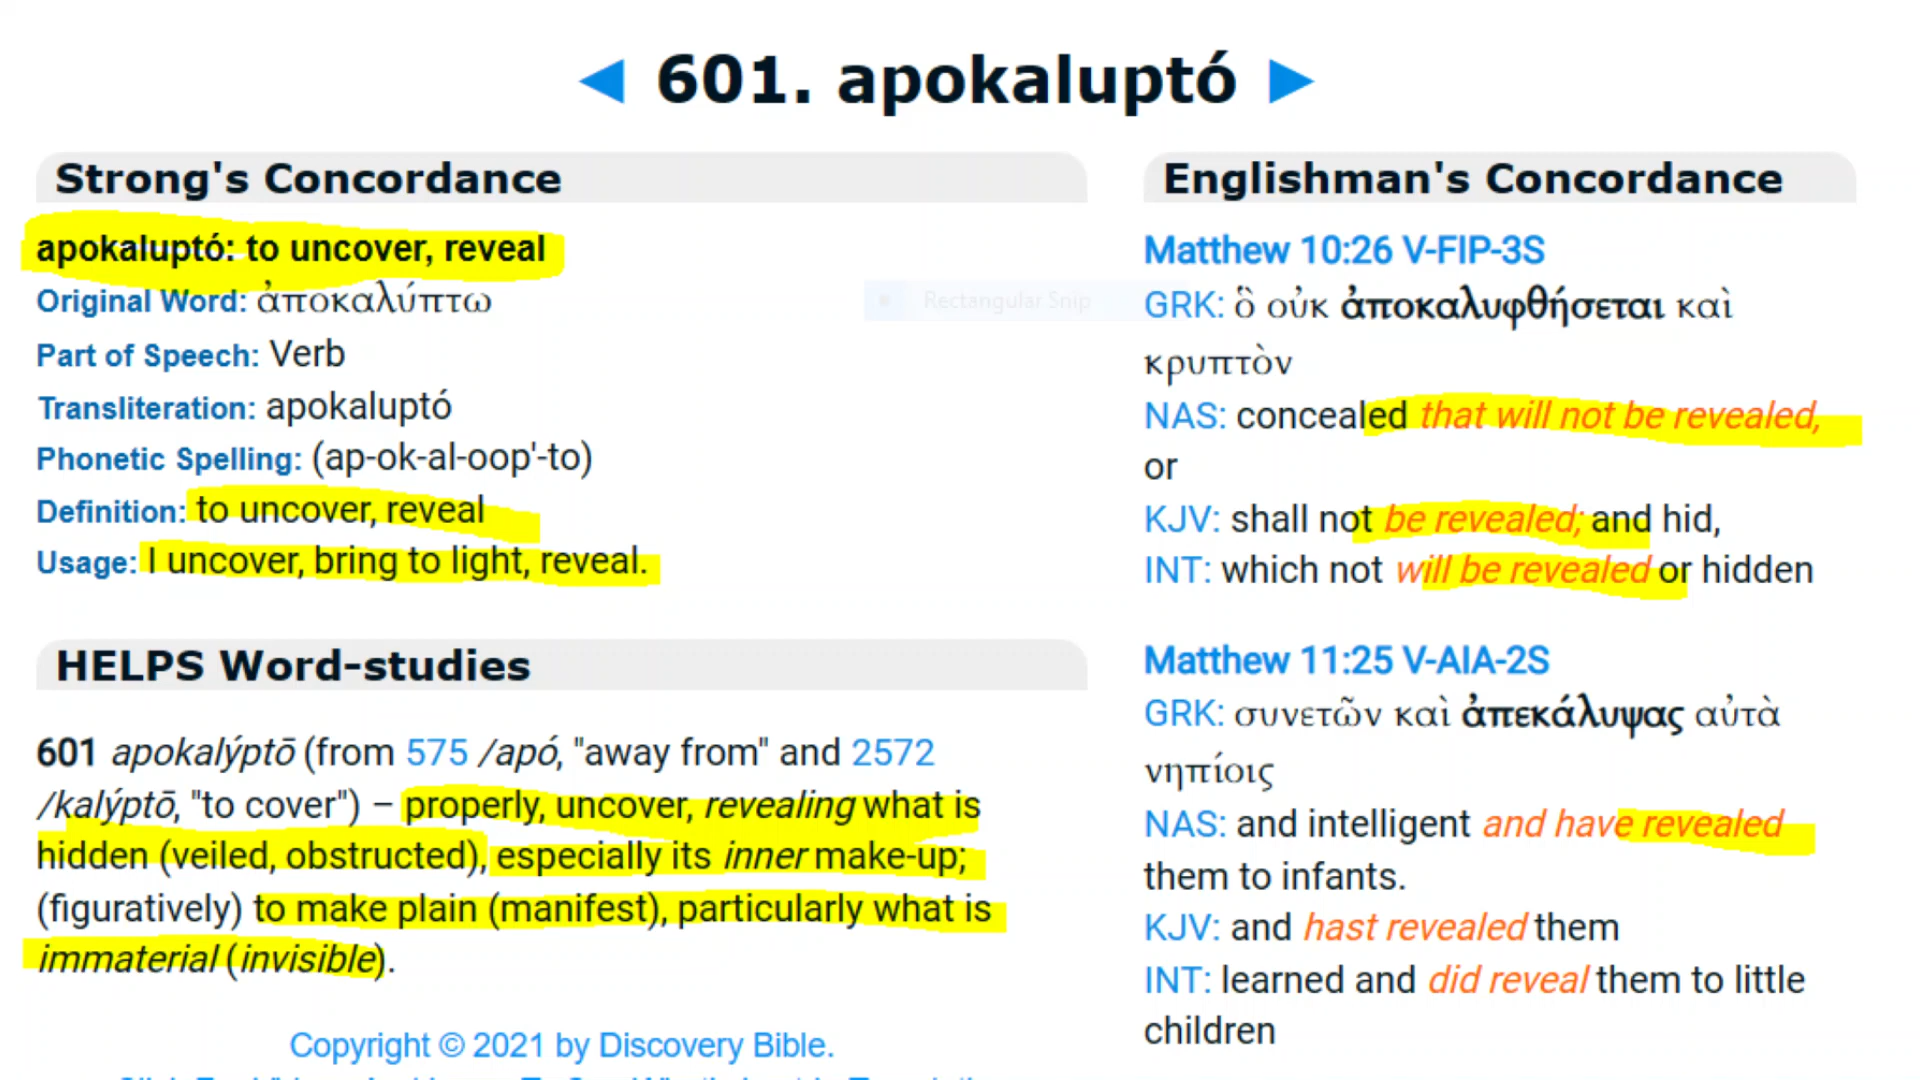 ◄ 601. apokaluptó ►
Strong's Concordance
apokaluptó: to uncover, reveal
Original Word: ἀποκαλύπτω
Part of Speech: Verb
Transliteration: apokaluptó
Phonetic Spelling: (ap-ok-al-oop'-to)
Definition: to uncover, reveal
Usage: I uncover, bring to light, reveal.
HELPS Word-studies
601 apokalýptō (from 575 /apó, "away from" and 2572
/kalýptō, "to cover") – properly, uncover, revealing what is
hidden (veiled, obstructed), especially its inner make-up;
(figuratively) to make plain (manifest), particularly what is
immaterial (invisible).
Copyright © 2021 by Discovery Bible.
Rectangular Snip
Englishman's Concordance
Matthew 10:26 V-FIP-3S
GRK: ὃ οὐκ ἀποκαλυφθήσεται καὶ
κρυπτὸν
NAS: concealed that will not be revealed,
or
KJV: shall not be revealed; and hid,
INT: which not will be revealed or hidden
Matthew 11:25 V-AIA-2S
GRK: συνετῶν καὶ ἀπεκάλυψας αὐτὰ
νηπίοις
NAS: and intelligent and have revealed
them to infants.
KJV: and hast revealed them
INT: learned and did reveal them to little
children